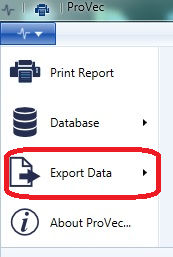 ProVec
Print Report
Database
Export Data
About ProVec...